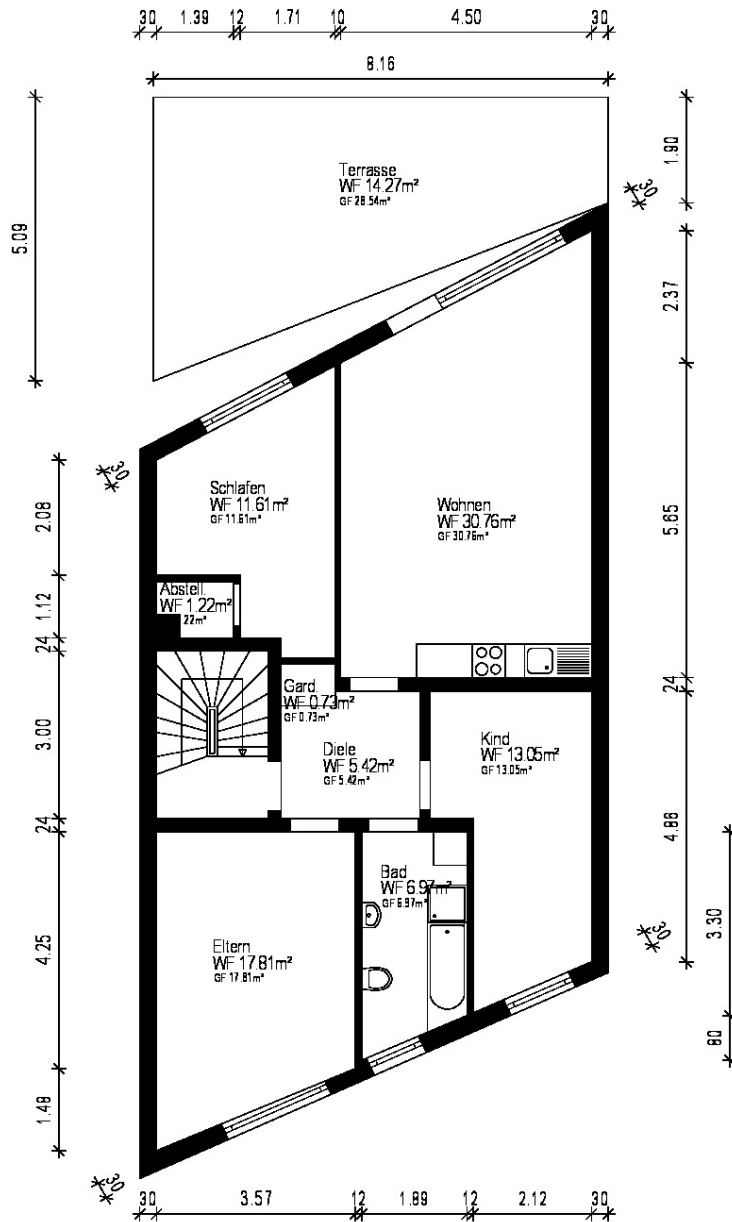 30 1.39 12 1.71 10 4.50 30
8.16
5.09
1.90
30
Terrasse
WF 14.27m²
GF 28.54m²
2.37
30
2.08
1.12
24
3.00
24
4.25
1.48
30
Schlafen
WF 11.61m²
GF 11.61m²
Wohnen
WF 30.76m²
GF 30.76m²
5.65
24
4.86
3.30
80
30
Abstell.
WF 1.22m²
22m²
Gard.
WF 0.73m²
GF 0.73m²
Diele
WF 5.42m²
GF 5.42m²
Kind
WF 13.05m²
GF 13.05m²
Bad
WF 6.97m²
GF 6.97m²
Eltern
WF 17.81m²
GF 17.81m²
30 3.57 12 1.89 12 2.12 30